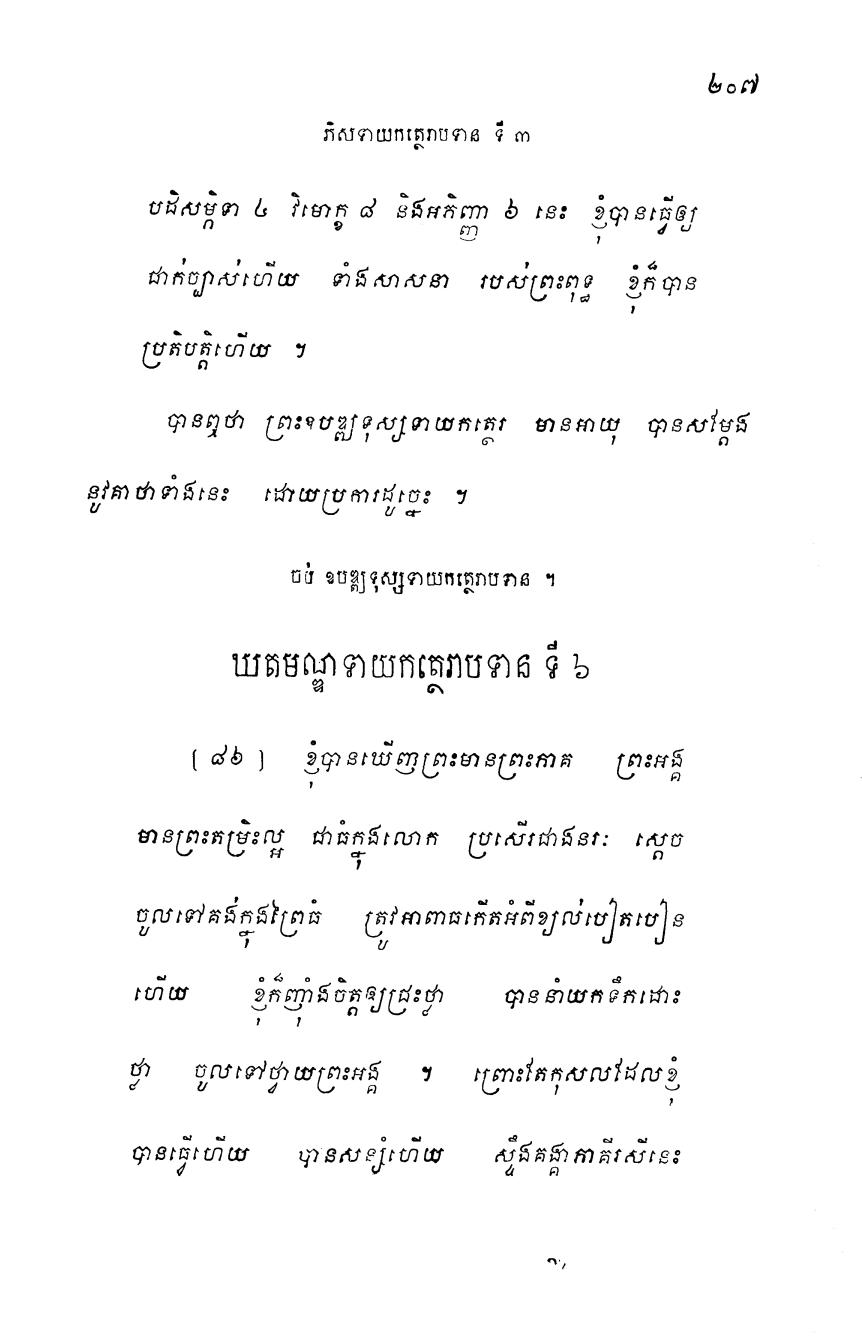 ២០៧
ភិសទាយកត្ថេរាបទាន ទី ៣
បដិសម្ភិទា ៤ វិមោក្ខ ៨ និងអភិញ្ញា ៦ នេះ ខ្ញុំបានធ្វើឲ្យ
ជាក់ច្បាស់ហើយ ទាំងសាសនា របស់ព្រះពុទ្ធ ខ្ញុំក៏បាន
ប្រតិបត្តិហើយ ។
បានឮថា ព្រះឧបឌ្ឍទុស្សទាយកត្ថេរ មានអាយុ បានសម្តែង
នូវគាថាទាំងនេះ ដោយប្រការដូច្នេះ ។
ចប់ ឧបឌ្ឍទុស្សទាយកត្ថេរាបទាន ។
ឃតមណ្ឌទាយកត្ថេរាបទាន ទី ៦
[ ៨៦ ] ខ្ញុំបានឃើញព្រះមានព្រះភាគ ព្រះអង្គ
មានព្រះតម្រិះល្អ ជាធំក្នុងលោក ប្រសើរជាងនរៈ ស្តេច
ចូលទៅគង់ក្នុងព្រៃធំ ត្រូវអាពាធកើតអំពីខ្យល់បៀតបៀន
ហើយ ខ្ញុំក៏ញ៉ាំងចិត្តឲ្យជ្រះថ្លា បាននាំយកទឹកដោះ
ថ្លា ចូលទៅថ្វាយព្រះអង្គ ។ ព្រោះតែកុសលដែលខ្ញុំ
បានធ្វើហើយ បានសន្សំហើយ ស្ទឹងគង្គាភាគីរសីនេះ